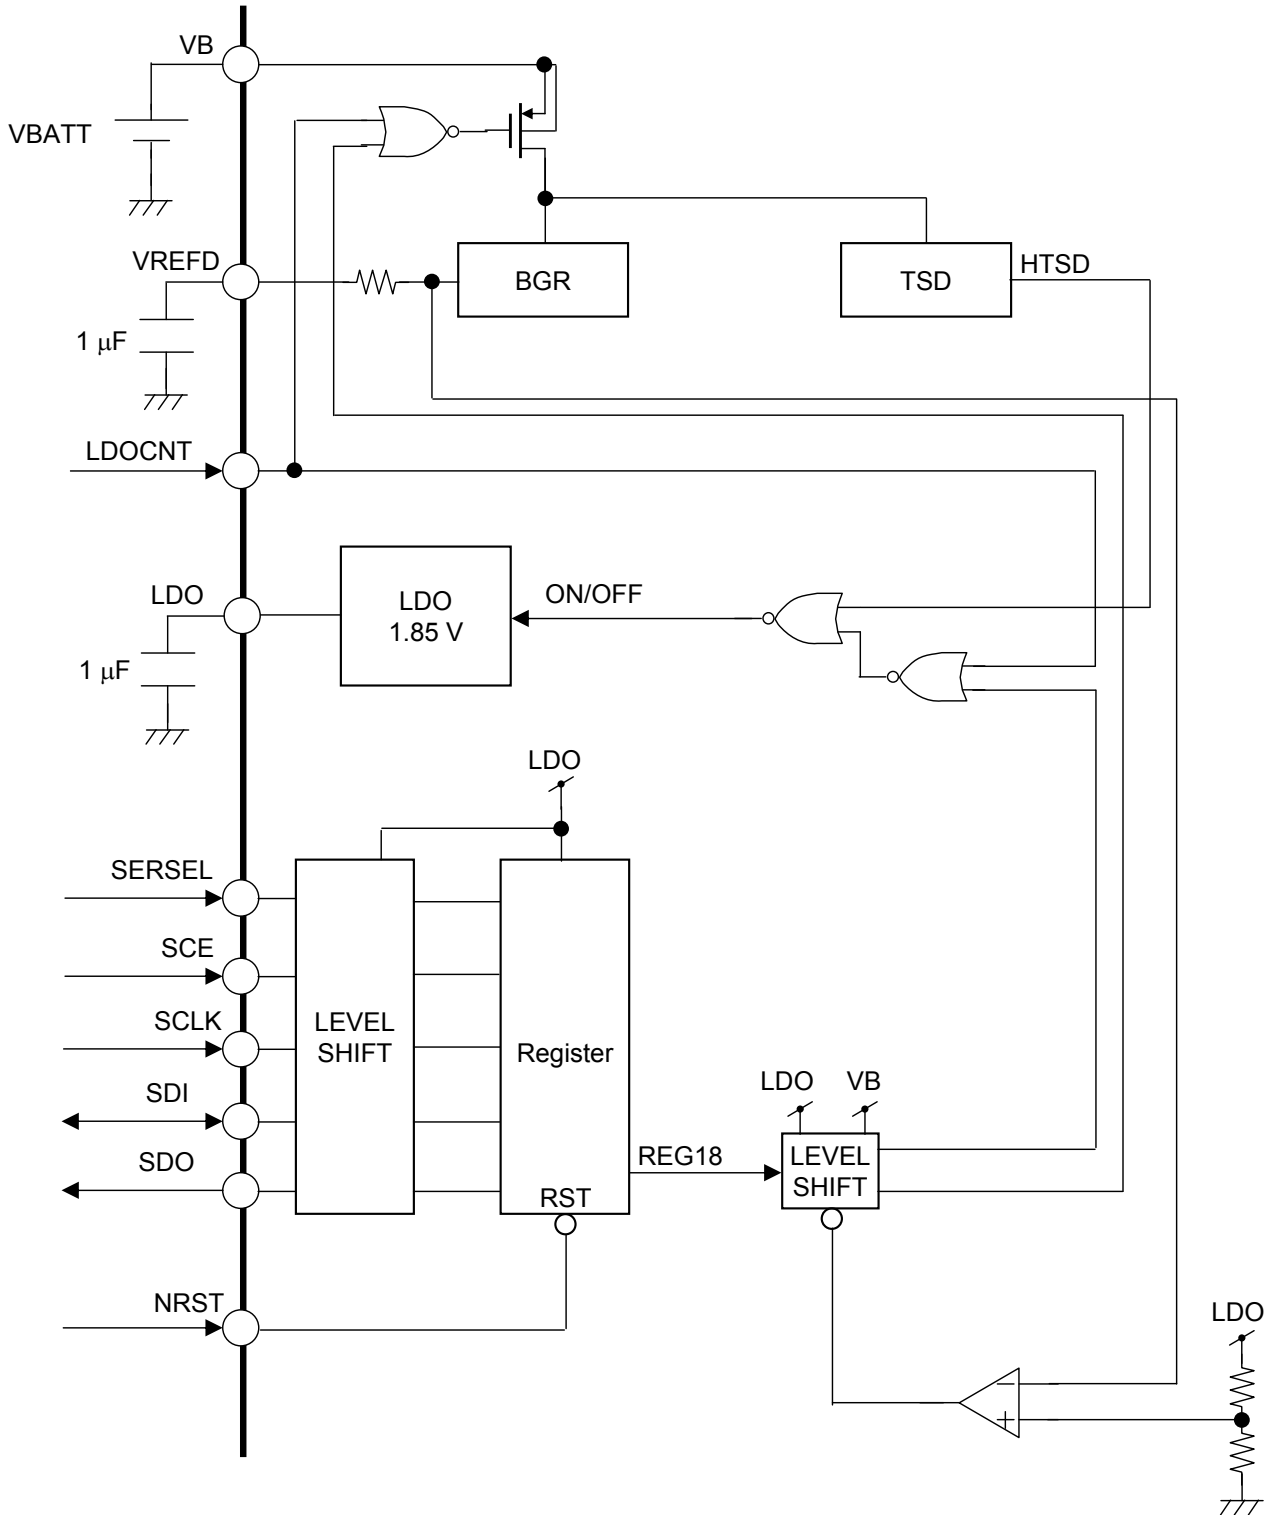 VB
VBATT
VREFD
BGR
TSD
HTSD
1 μF
LDOCNT
LDO
LDO
1.85 V
ON/OFF
1 μF
LDO
SERSEL
SCE
SCLK
SDI
SDO
LEVEL
SHIFT
Register
RST
REG18
LDO
VB
LEVEL
SHIFT
NRST
LDO
−
+